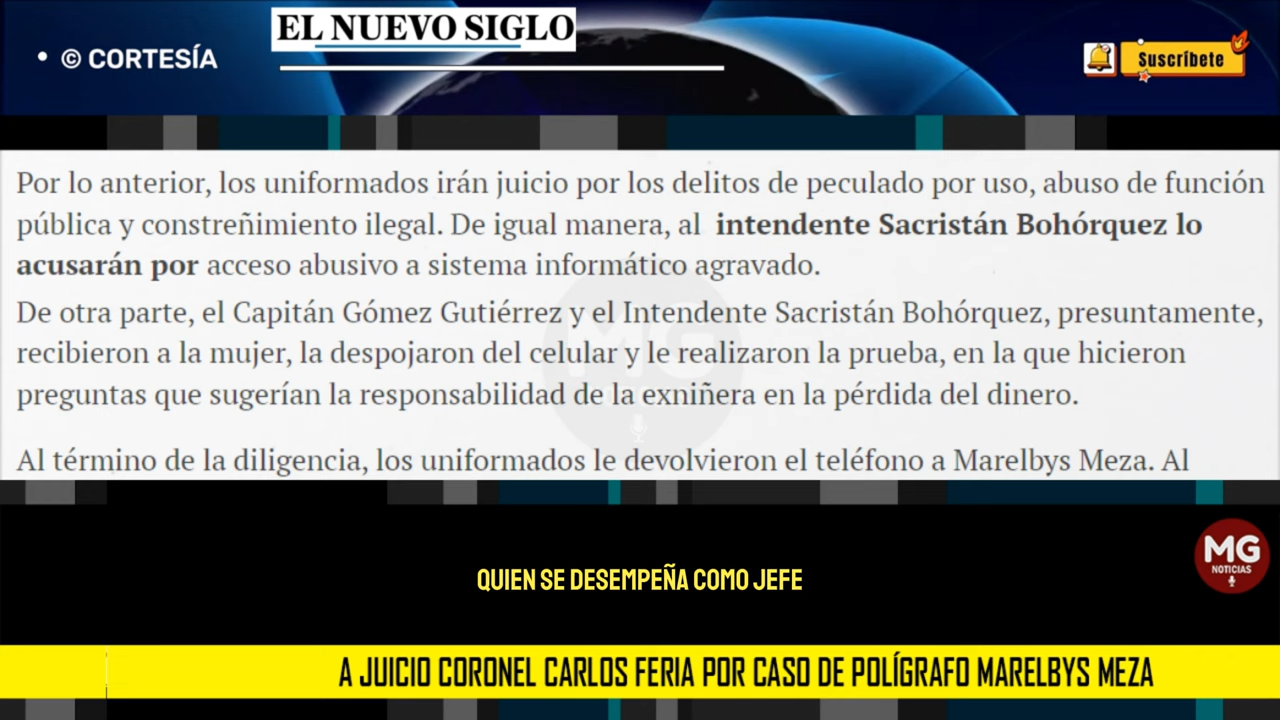 • © CORTESÍA
EL NUEVO SIGLO
Suscríbete
Por lo anterior, los uniformados irán juicio por los delitos de peculado por uso, abuso de función
pública y constreñimiento ilegal. De igual manera, al intendente Sacristán Bohórquez lo
acusarán por acceso abusivo a sistema informático agravado.
De otra parte, el Capitán Gómez Gutiérrez y el Intendente Sacristán Bohórquez, presuntamente,
recibieron a la mujer, la despojaron del celular y le realizaron la prueba, en la que hicieron
preguntas que sugerían la responsabilidad de la exniñera en la pérdida del dinero.
Al término de la diligencia, los uniformados le devolvieron el teléfono a Marelbys Meza. Al
MG
NOTICIAS
QUIEN SE DESEMPEÑA COMO JEFE
A JUICIO CORONEL CARLOS FERIA POR CASO DE POLÍGRAFO MARELBYS MEZA